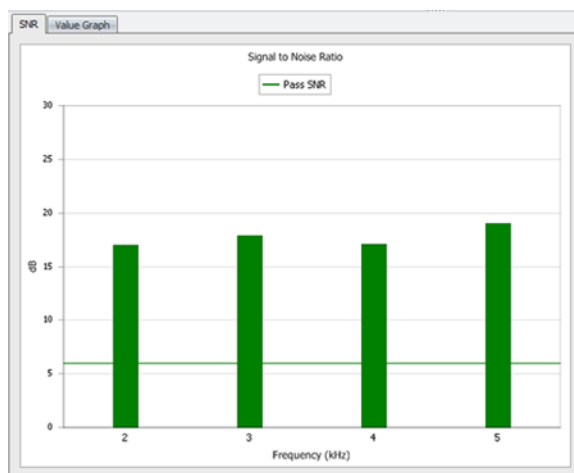 SNR
Value Graph
Signal to Noise Ratio
Pass SNR
30
25
20
15
10
5
0
dB
2
3
4
5
Frequency (kHz)